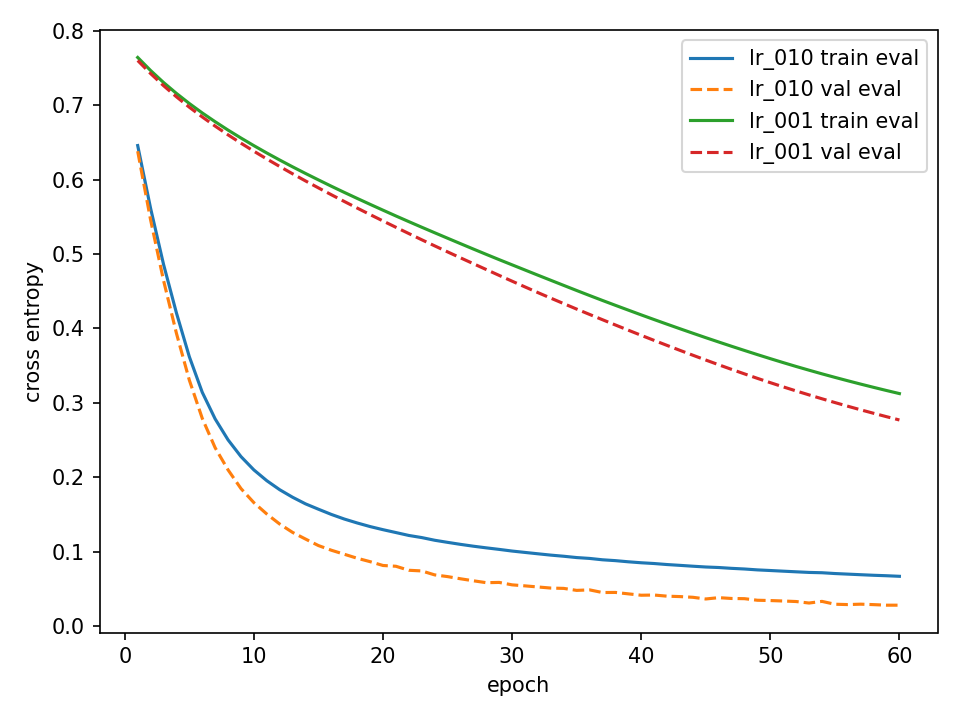 lr_010 train eval
lr_010 val eval
lr_001 train eval
lr_001 val eval
cross entropy
0.8
0.7
0.6
0.5
0.4
0.3
0.2
0.1
0.0
0 10 20 30 40 50 60
epoch